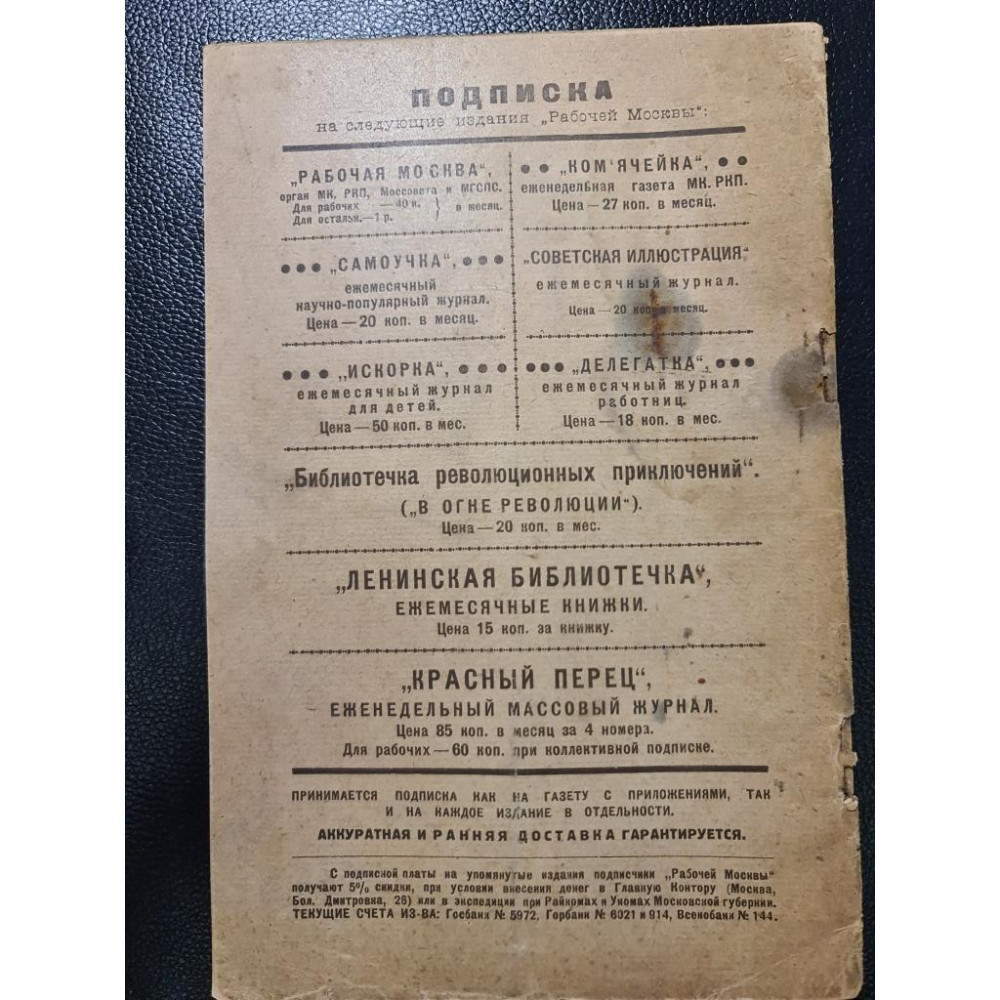 ПОДПИСКА
на следующие издания „Рабочей Москвы“:
„РАБОЧАЯ МОСКВА“,
орган МК, РКП, Моссовета и МГСПС.
Для рабочих —40 к.
Для осталья.—1 р.
} в месяц.
„КОМ'ЯЧЕЙКА“,
еженедельная газета МК. РКП.
Цена—27 коп. в месяц.
„САМОУЧКА“,
ежемесячный
научно-популярный журнал.
Цена—20 коп. в месяц.
„СОВЕТСКАЯ ИЛЛЮСТРАЦИЯ“
ежемесячный журнал.
Цена—20 коп. в месяц.
„ИСКОРКА“,
ежемесячный журнал
для детей.
Цена—50 коп. в мес.
„ДЕЛЕГАТКА“,
ежемесячный журнал
работниц.
Цена—18 коп. в мес.
„Библиотечка революционных приключений“.
(„В ОГНЕ РЕВОЛЮЦИИ“).
Цена—20 коп. в мес.
„ЛЕНИНСКАЯ БИБЛИОТЕЧКА“,
ЕЖЕМЕСЯЧНЫЕ КНИЖКИ.
Цена 15 коп. за книжку.
„КРАСНЫЙ ПЕРЕЦ“,
ЕЖЕНЕДЕЛЬНЫЙ МАССОВЫЙ ЖУРНАЛ.
Цена 85 коп. в месяц за 4 номера.
Для рабочих—60 коп. при коллективной подписке.
ПРИНИМАЕТСЯ ПОДПИСКА КАК НА ГАЗЕТУ С ПРИЛОЖЕНИЯМИ, ТАК
И НА КАЖДОЕ ИЗДАНИЕ В ОТДЕЛЬНОСТИ.
АККУРАТНАЯ И РАННЯЯ ДОСТАВКА ГАРАНТИРУЕТСЯ.
С подписной платы на упомянутые издания подписчики „Рабочей Москвы“
получают 5% скидки, при условии внесения денег в Главную Контору (Москва,
Бол. Дмитровка, 26) или в экспедиции при Райкомах и Укомах Московской губернии.
ТЕКУЩИЕ СЧЕТА ИЗ-ВА: Госбанк № 5972, Горбанк № 6021 и 914, Всекобанк № 144.